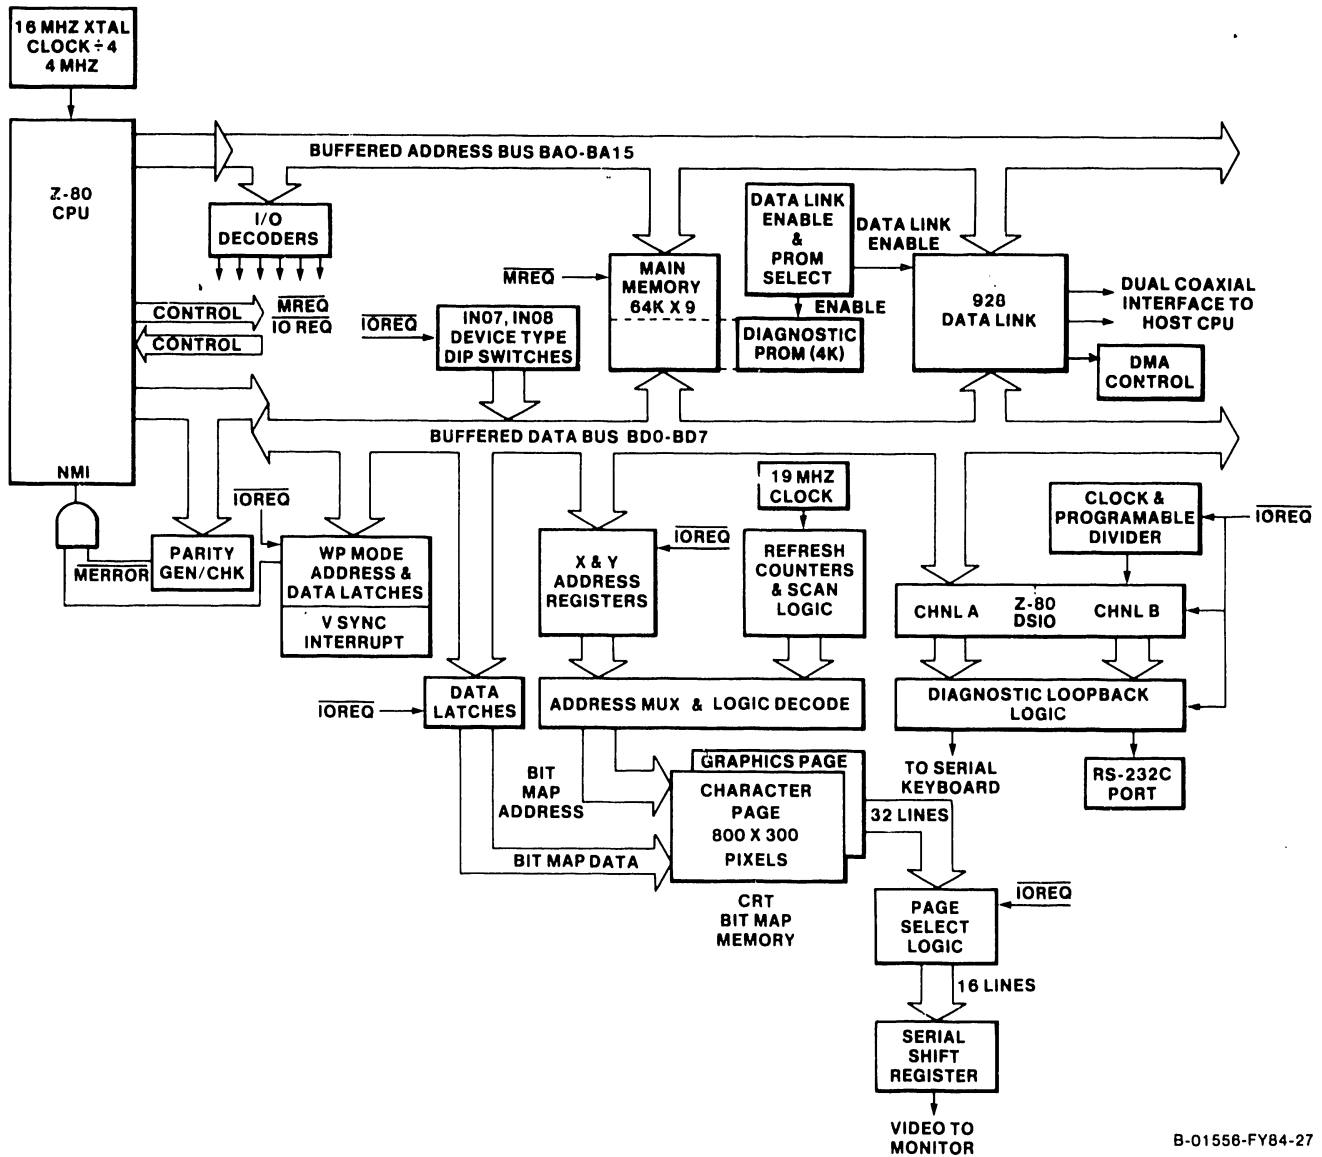 16 MHZ XTAL
CLOCK ÷ 4
4 MHZ
Z-80
CPU
NMI
BUFFERED ADDRESS BUS BAO-BA15
I/O
DECODERS
CONTROL
MREQ
IO REQ
CONTROL
IOREQ
IN07, IN08
DEVICE TYPE
DIP SWITCHES
MREQ
MAIN
MEMORY
64K X 9
DATA LINK
ENABLE
&
PROM
SELECT
DATA LINK
ENABLE
ENABLE
DIAGNOSTIC
PROM (4K)
928
DATA LINK
DUAL COAXIAL
INTERFACE TO
HOST CPU
DMA
CONTROL
BUFFERED DATA BUS BD0-BD7
MERROR
PARITY
GEN/CHK
IOREQ
WP MODE
ADDRESS &
DATA LATCHES
V SYNC
INTERRUPT
X & Y
ADDRESS
REGISTERS
IOREQ
19 MHZ
CLOCK
REFRESH
COUNTERS
& SCAN
LOGIC
CLOCK &
PROGRAMABLE
DIVIDER
IOREQ
CHNL A
Z-80
DSIO
CHNL B
IOREQ
DATA
LATCHES
ADDRESS MUX & LOGIC DECODE
DIAGNOSTIC LOOPBACK
LOGIC
TO SERIAL
KEYBOARD
RS-232C
PORT
BIT
MAP
ADDRESS
BIT MAP DATA
GRAPHICS PAGE
CHARACTER
PAGE
800 X 300
PIXELS
32 LINES
CRT
BIT MAP
MEMORY
IOREQ
PAGE
SELECT
LOGIC
16 LINES
SERIAL
SHIFT
REGISTER
VIDEO TO
MONITOR
B-01556-FY84-27